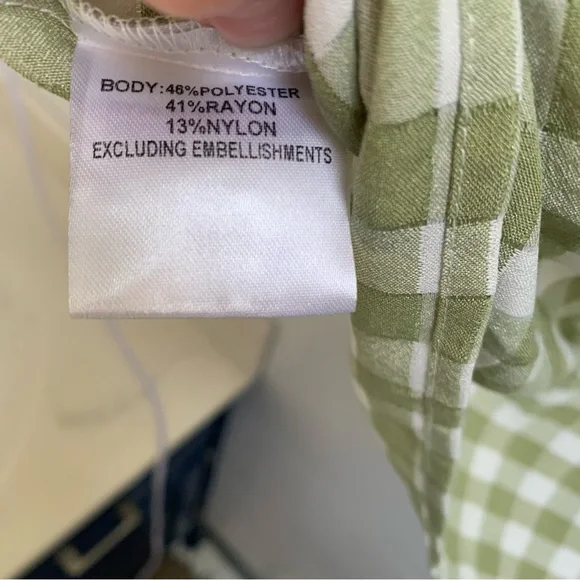 BODY:46%POLYESTER
41%RAYON
13%NYLON
EXCLUDING EMBELLISHMENTS